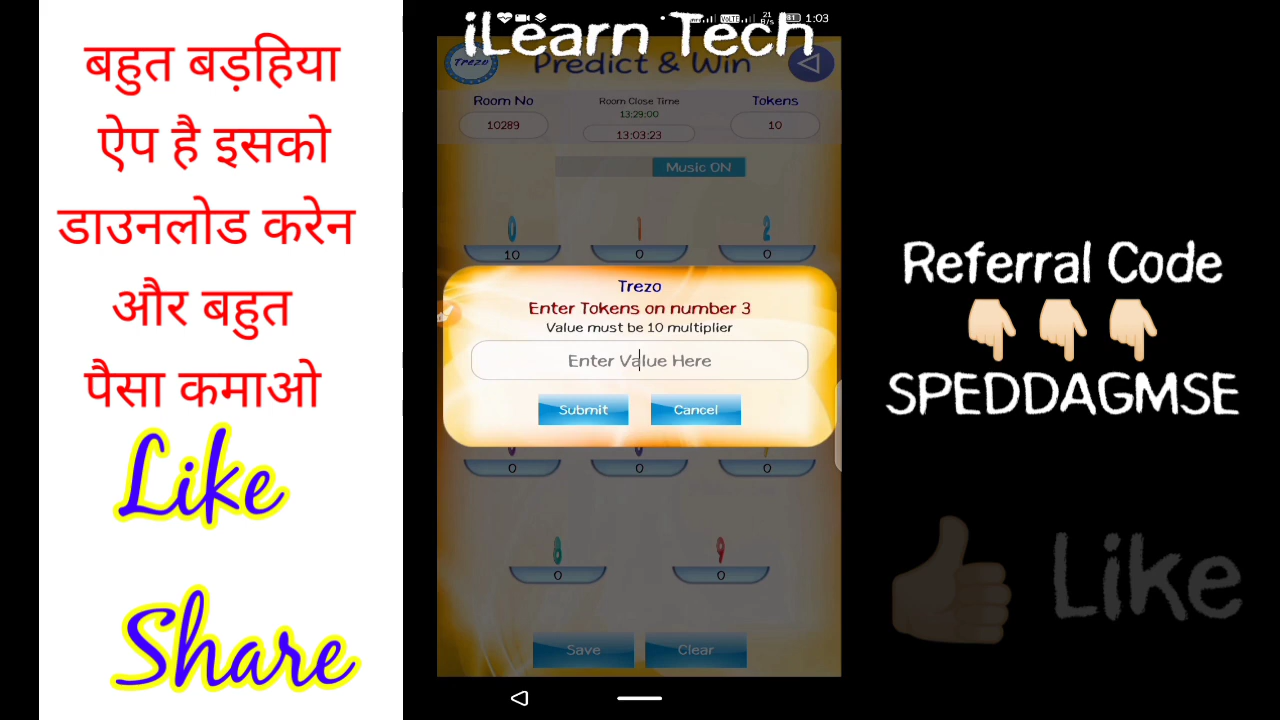 बहुत बड़हिया
ऐप है इसको
डाउनलोड करेन
और बहुत
पैसा कमाओ
Like
Share
1:03
iLearn Tech
Trezo
Predict & Win
Room No
10289
Room Close Time
13:29:00
13:03:23
Tokens
10
Music ON
0 1 2
10 0 0
Trezo
Enter Tokens on number 3
Value must be 10 multiplier
Enter Value Here
Submit Cancel
0 0 0
8 9
0 0
Save Clear
Referral Code
SPEDDAGMSE
Like